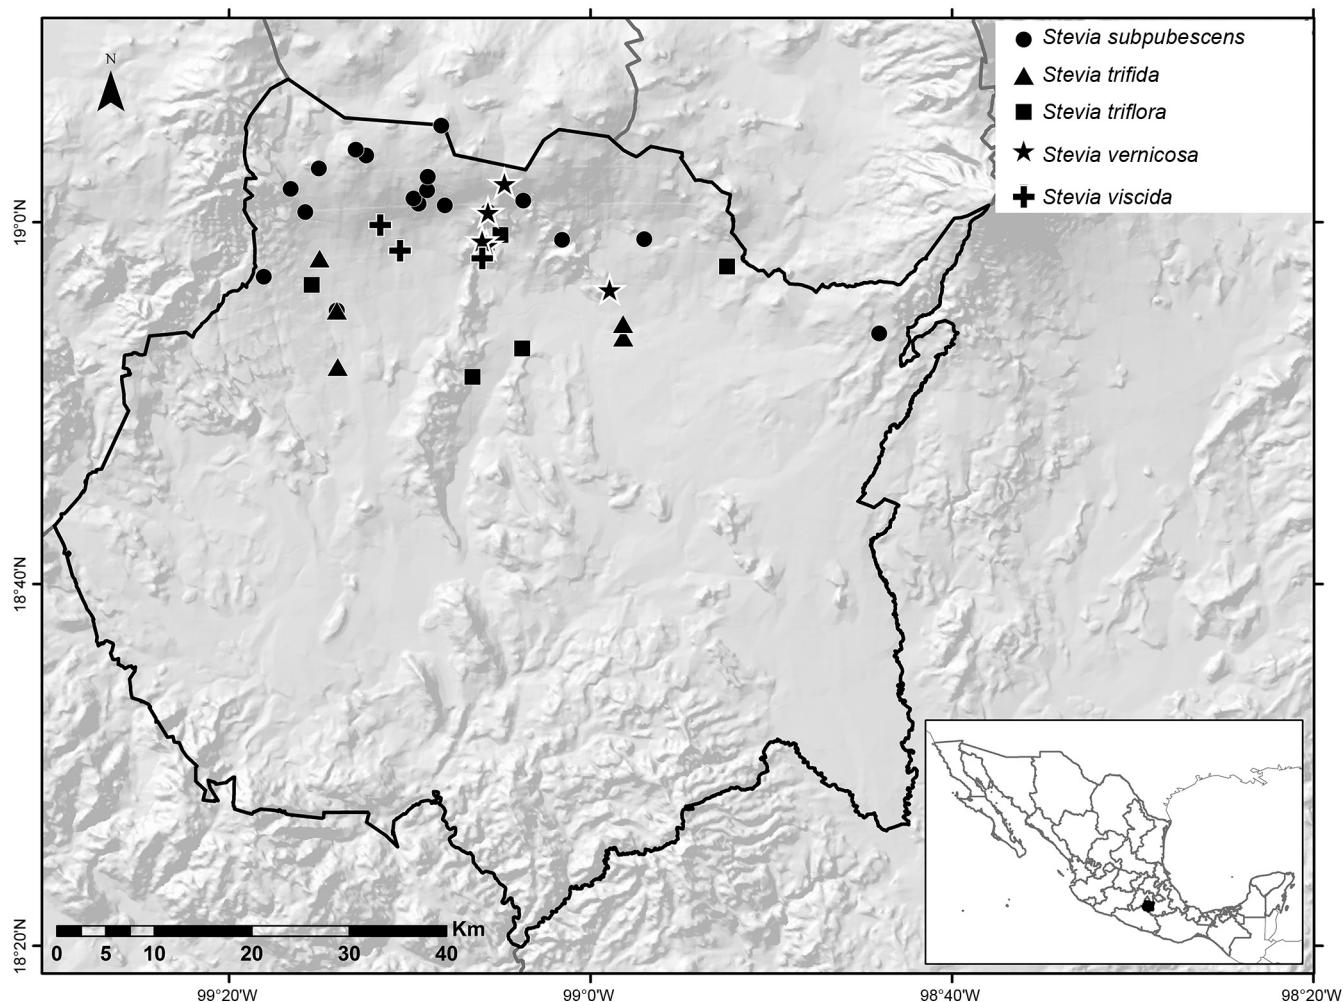 N
Stevia subpubescens
Stevia trifida
Stevia triflora
Stevia vernicosa
Stevia viscida
19°0'N
18°40'N
18°20'N
Km
0 5 10 20 30 40
99°20'W 99°0'W 98°40'W 98°20'W